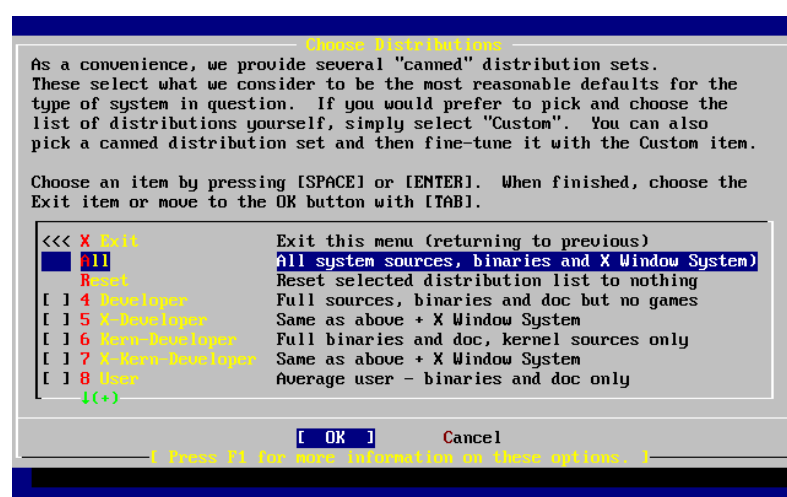 Choose Distributions
As a convenience, we provide several "canned" distribution sets.
These select what we consider to be the most reasonable defaults for the
type of system in question.  If you would prefer to pick and choose the
list of distributions yourself, simply select "Custom".  You can also
pick a canned distribution set and then fine-tune it with the Custom item.
Choose an item by pressing [SPACE] or [ENTER].  When finished, choose the
Exit item or move to the OK button with [TAB].
<<< X Exit Exit this menu (returning to previous)
All All system sources, binaries and X Window System)
Reset Reset selected distribution list to nothing
[ ] 4 Developer Full sources, binaries and doc but no games
[ ] 5 X-Developer Same as above + X Window System
[ ] 6 Kern-Developer Full binaries and doc, kernel sources only
[ ] 7 X-Kern-Developer Same as above + X Window System
[ ] 8 User Average user - binaries and doc only
↓(+)
[ OK ] Cancel
[ Press F1 for more information on these options. ]